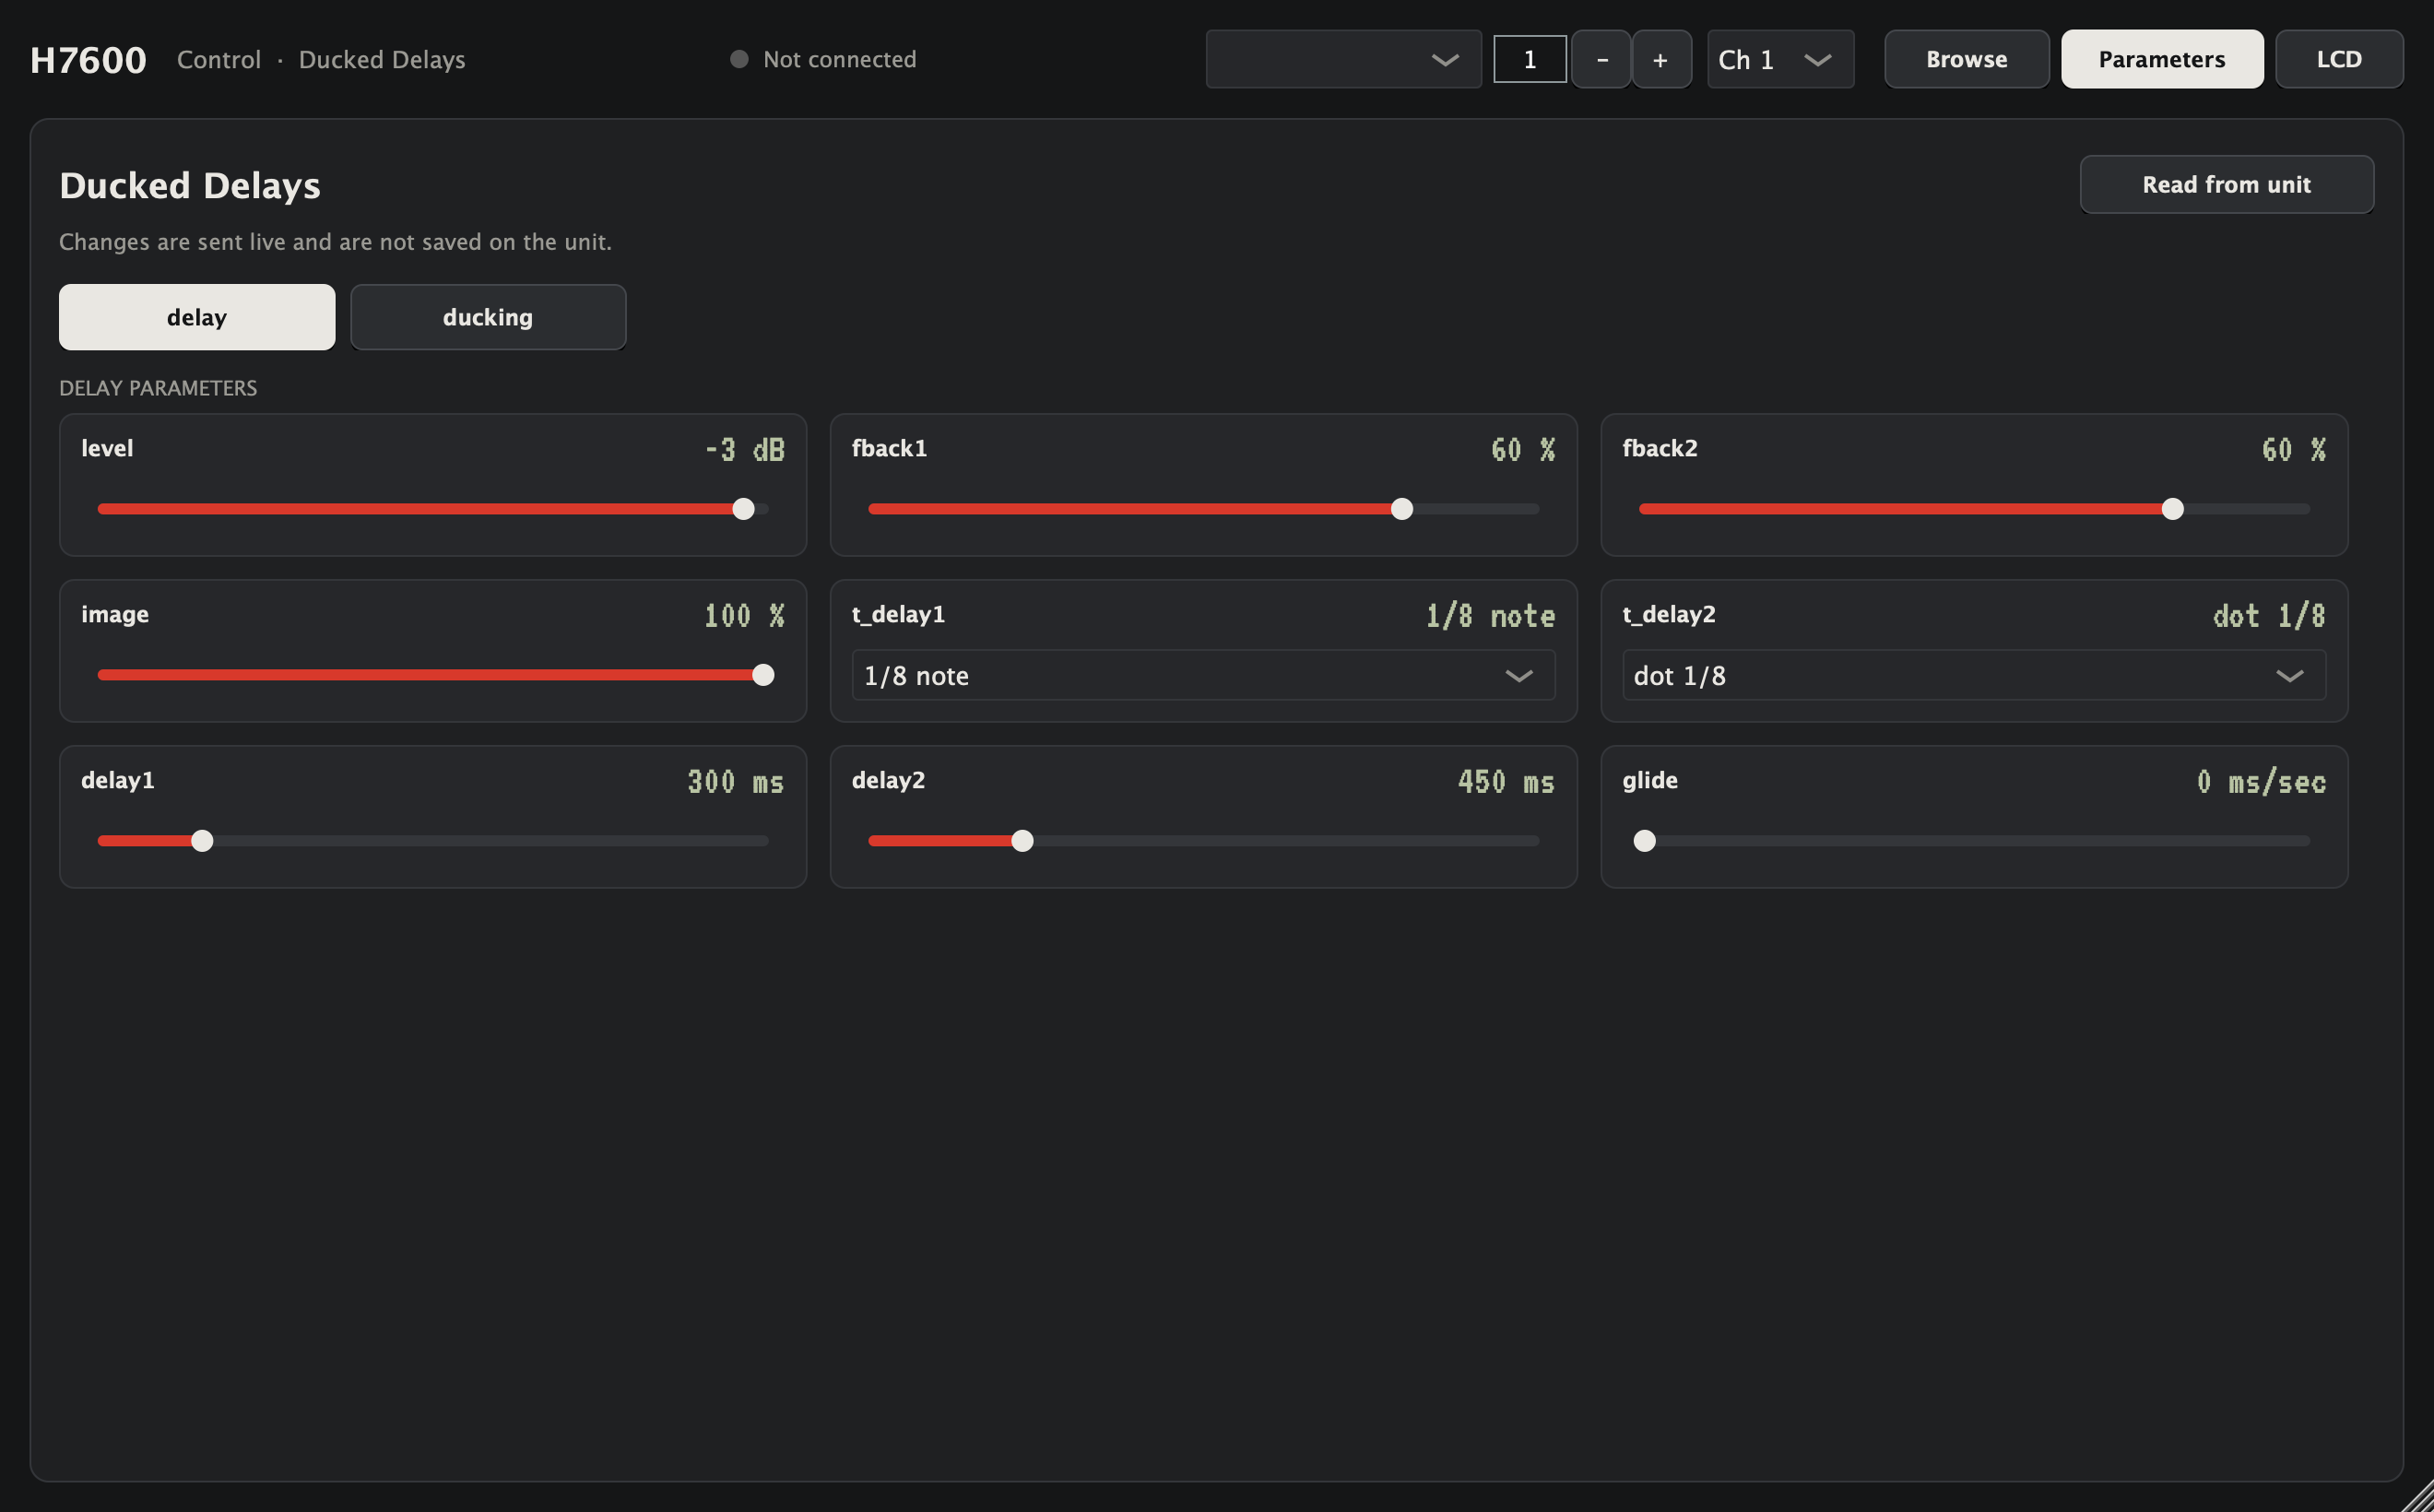 H7600 Control · Ducked Delays Not connected 1 - + Ch 1 Browse Parameters LCD
Ducked Delays Read from unit
Changes are sent live and are not saved on the unit.
delay ducking
DELAY PARAMETERS
level -3 dB fback1 60 % fback2 60 %
image 100 % t_delay1 1/8 note t_delay2 dot 1/8
1/8 note dot 1/8
delay1 300 ms delay2 450 ms glide 0 ms/sec